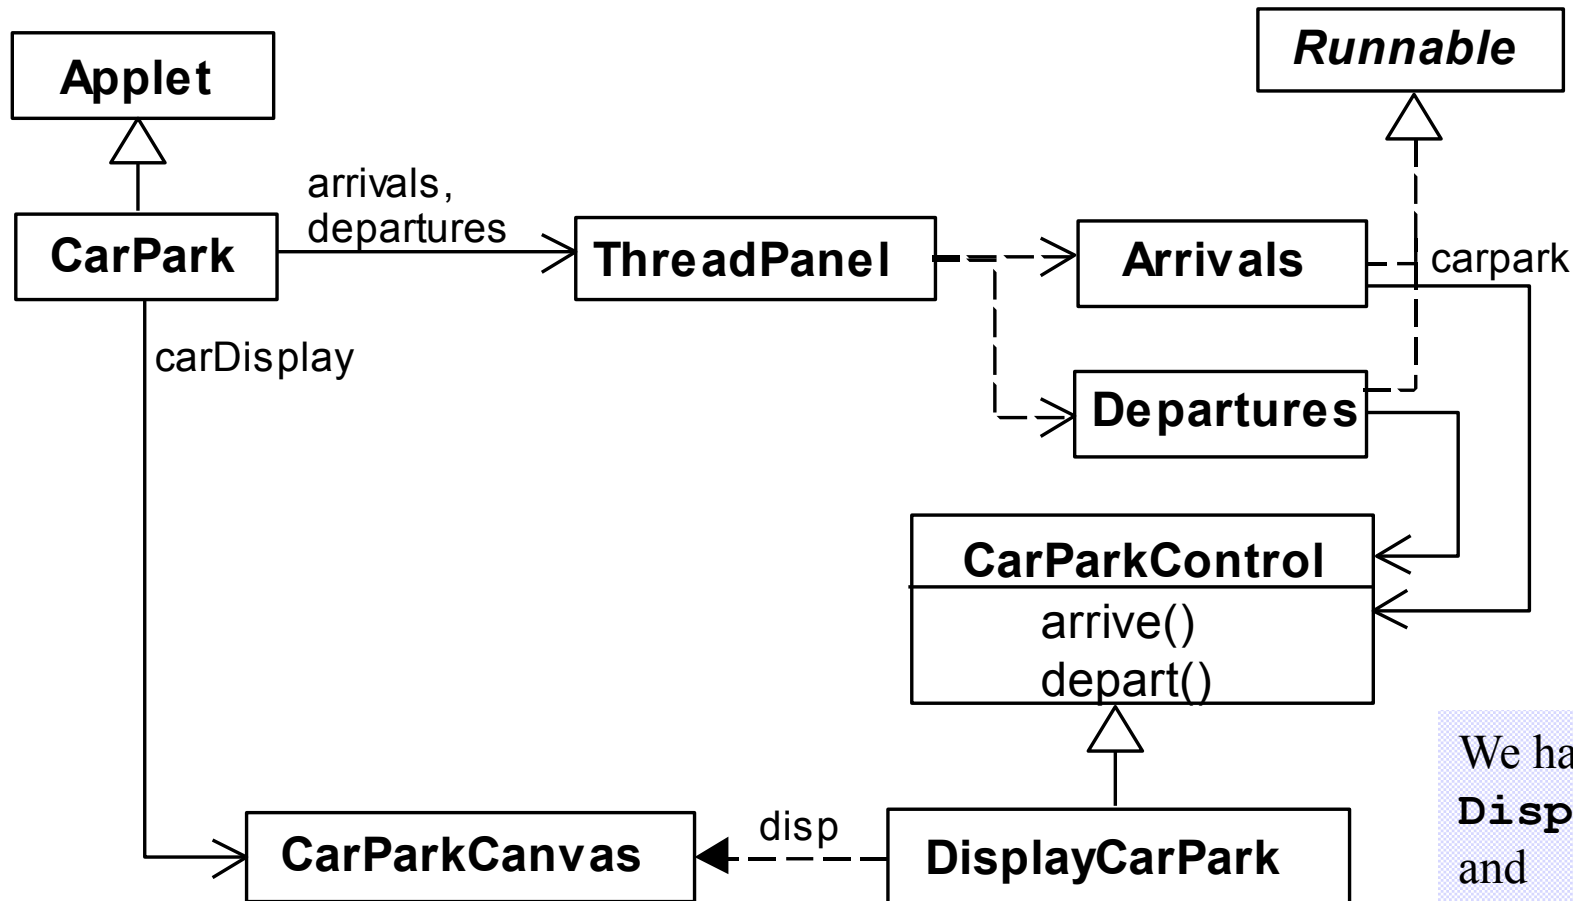 Applet
Runnable
CarPark
arrivals,
departures
ThreadPanel
Arrivals
carpark
carDisplay
Departures
CarParkControl
arrive()
depart()
We ha
Disp
and
CarParkCanvas
disp
DisplayCarPark